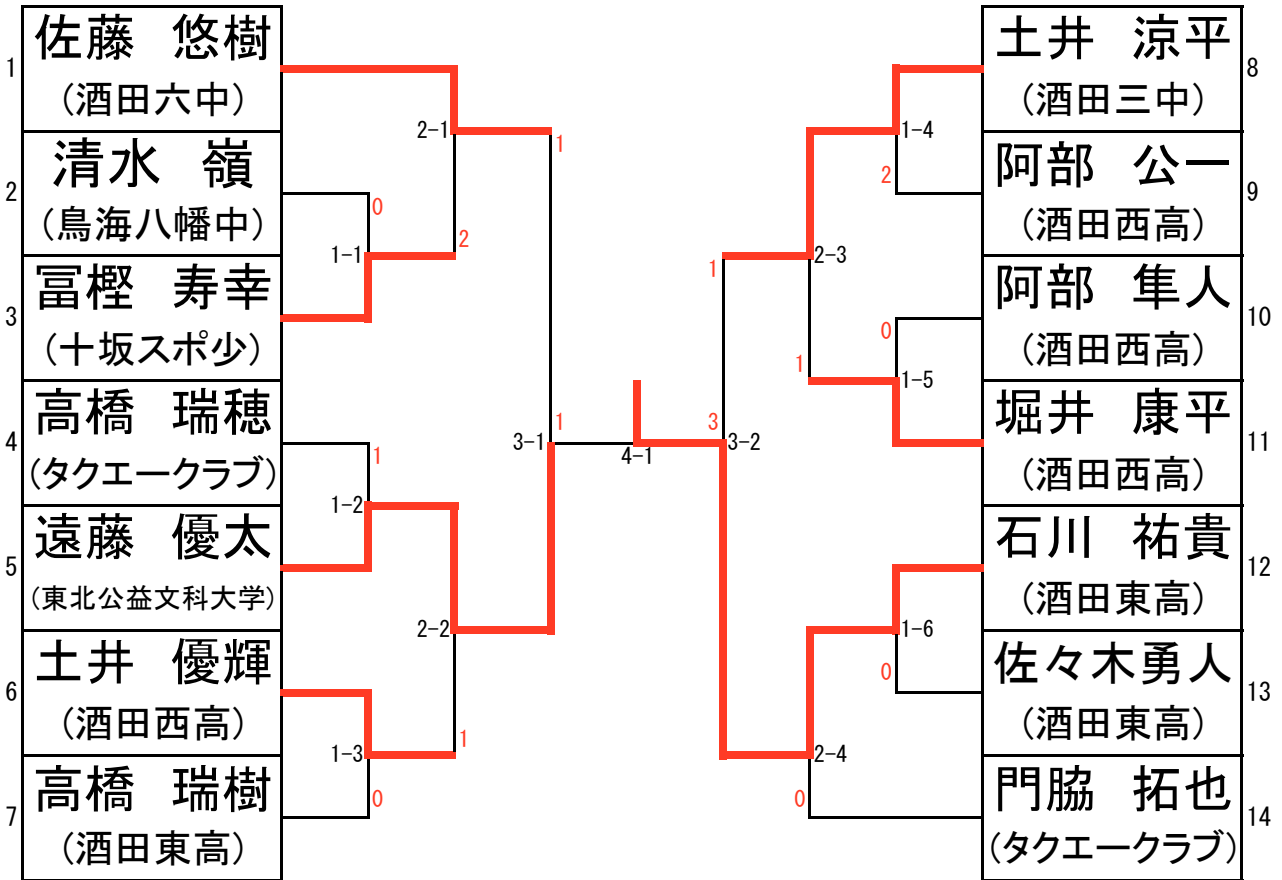 1
佐藤 悠樹
(酒田六中)
2
清水 嶺
(鳥海八幡中)
3
冨樫 寿幸
(十坂スポ少)
4
高橋 瑞穂
(タクエークラブ)
5
遠藤 優太
(東北公益文科大学)
6
土井 優輝
(酒田西高)
7
高橋 瑞樹
(酒田東高)
2-1
1
0
2
1-1
1
1-2
3-1
1
2-2
1
1-3
0
4-1
1-4
2
1
2-3
0
1
1-5
3
3-2
1-6
0
2-4
0
土井 涼平
(酒田三中)
8
阿部 公一
(酒田西高)
9
阿部 隼人
(酒田西高)
10
堀井 康平
(酒田西高)
11
石川 祐貴
(酒田東高)
12
佐々木勇人
(酒田東高)
13
門脇 拓也
(タクエークラブ)
14